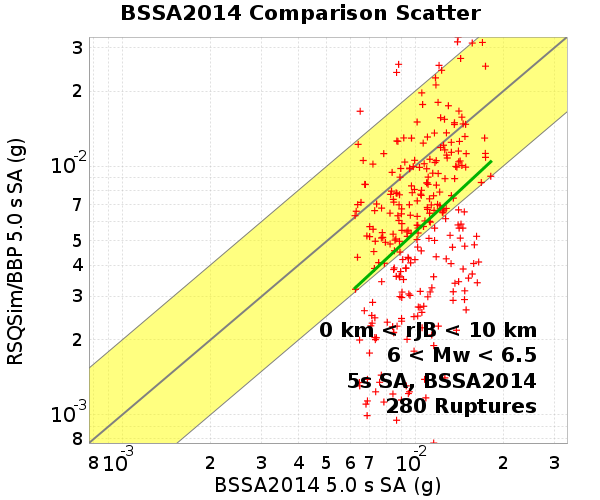 BSSA2014 Comparison Scatter
RSQSim/BBP 5.0 s SA (g)
3
2
10-2
7
5
4
3
2
10-3
8
0 km < rJB < 10 km
6 < Mw < 6.5
5s SA, BSSA2014
280 Ruptures
8 10-3 2 3 4 5 6 7 10-2 2 3
BSSA2014 5.0 s SA (g)